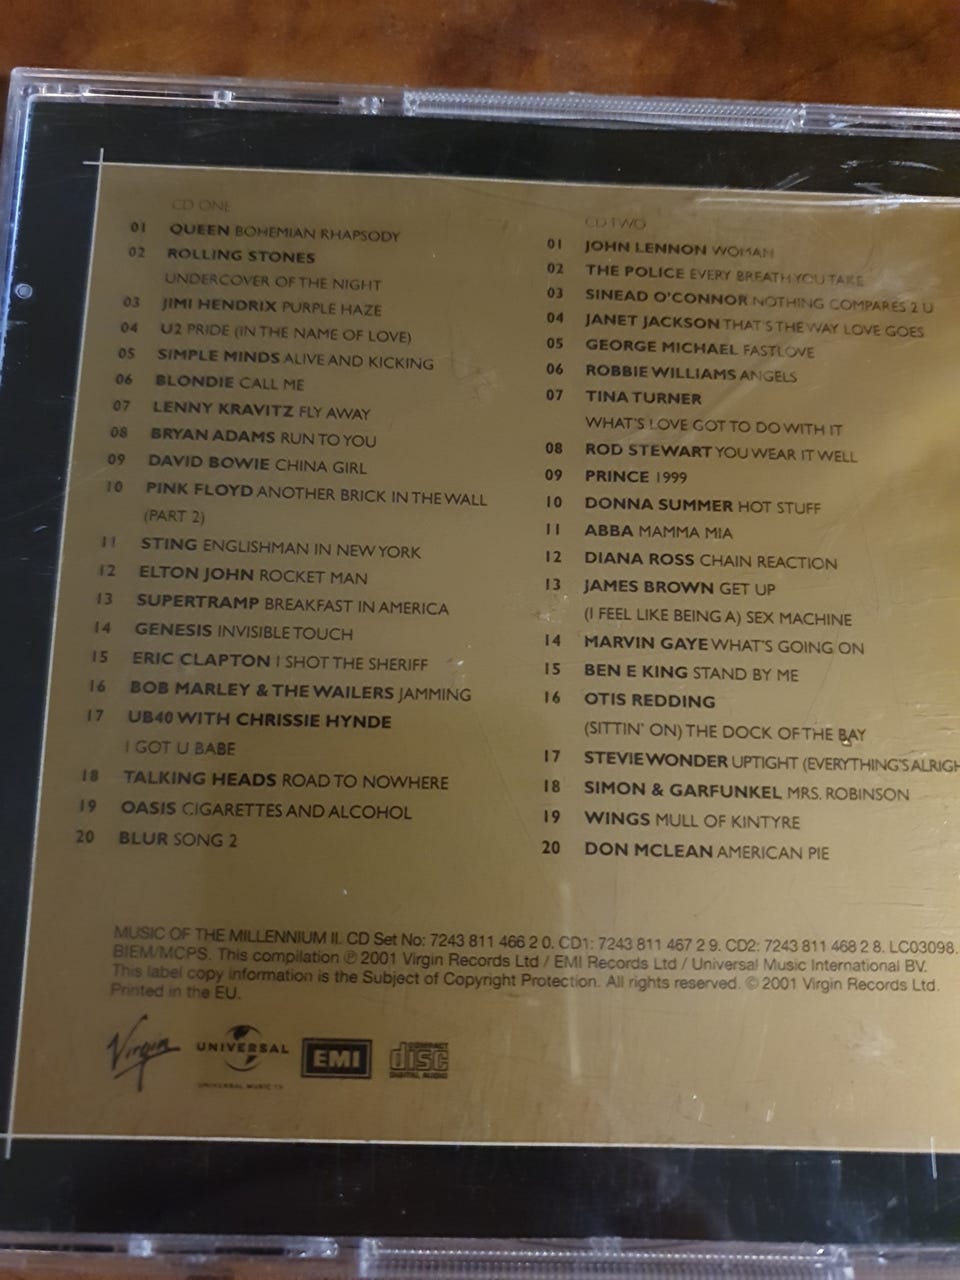 CD ONE
01 QUEEN BOHEMIAN RHAPSODY
02 ROLLING STONES
UNDERCOVER OF THE NIGHT
03 JIMI HENDRIX PURPLE HAZE
04 U2 PRIDE (IN THE NAME OF LOVE)
05 SIMPLE MINDS ALIVE AND KICKING
06 BLONDIE CALL ME
07 LENNY KRAVITZ FLY AWAY
08 BRYAN ADAMS RUN TO YOU
09 DAVID BOWIE CHINA GIRL
10 PINK FLOYD ANOTHER BRICK IN THE WALL
(PART 2)
11 STING ENGLISHMAN IN NEW YORK
12 ELTON JOHN ROCKET MAN
13 SUPERTRAMP BREAKFAST IN AMERICA
14 GENESIS INVISIBLE TOUCH
15 ERIC CLAPTON I SHOT THE SHERIFF
16 BOB MARLEY & THE WAILERS JAMMING
17 UB40 WITH CHRISSIE HYNDE
I GOT U BABE
18 TALKING HEADS ROAD TO NOWHERE
19 OASIS CIGARETTES AND ALCOHOL
20 BLUR SONG 2
CD TWO
01 JOHN LENNON WOMAN
02 THE POLICE EVERY BREATH YOU TAKE
03 SINEAD O'CONNOR NOTHING COMPARES 2 U
04 JANET JACKSON THAT'S THE WAY LOVE GOES
05 GEORGE MICHAEL FASTLOVE
06 ROBBIE WILLIAMS ANGELS
07 TINA TURNER
WHAT'S LOVE GOT TO DO WITH IT
08 ROD STEWART YOU WEAR IT WELL
09 PRINCE 1999
10 DONNA SUMMER HOT STUFF
11 ABBA MAMMA MIA
12 DIANA ROSS CHAIN REACTION
13 JAMES BROWN GET UP
(I FEEL LIKE BEING A) SEX MACHINE
14 MARVIN GAYE WHAT'S GOING ON
15 BEN E KING STAND BY ME
16 OTIS REDDING
(SITTIN' ON) THE DOCK OF THE BAY
17 STEVIE WONDER UPTIGHT (EVERYTHING'S ALRIGH
18 SIMON & GARFUNKEL MRS. ROBINSON
19 WINGS MULL OF KINTYRE
20 DON MCLEAN AMERICAN PIE
MUSIC OF THE MILLENNIUM II. CD Set No: 7243 811 466 2 0. CD1: 7243 811 467 2 9. CD2: 7243 811 468 2 8. LC03098.
BIEM/MCPS. This compilation ℗ 2001 Virgin Records Ltd / EMI Records Ltd / Universal Music International BV.
This label copy information is the Subject of Copyright Protection. All rights reserved. © 2001 Virgin Records Ltd.
Printed in the EU.
Virgin
UNIVERSAL
UNIVERSAL MUSIC TV
EMI
COMPACT
disc
DIGITAL AUDIO